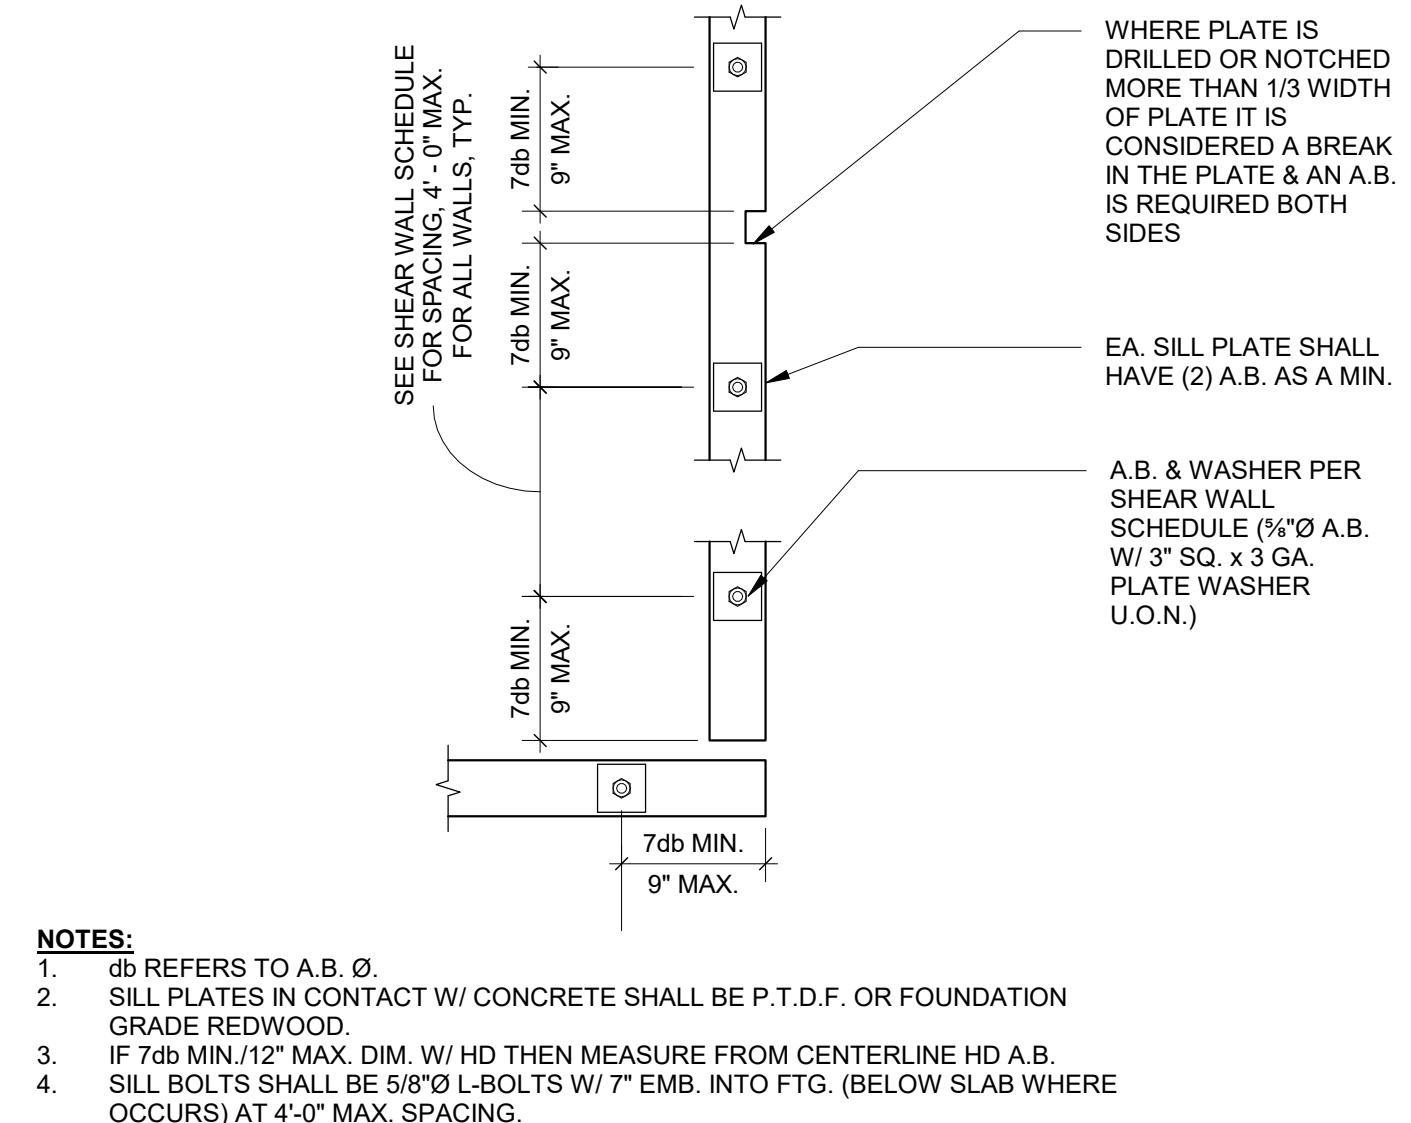 SEE SHEAR WALL SCHEDULE
FOR SPACING, 4' - 0" MAX.
FOR ALL WALLS, TYP.
7db MIN.
9" MAX.
7db MIN.
9" MAX.
7db MIN.
9" MAX.
7db MIN.
9" MAX.
WHERE PLATE IS
DRILLED OR NOTCHED
MORE THAN 1/3 WIDTH
OF PLATE IT IS
CONSIDERED A BREAK
IN THE PLATE & AN A.B.
IS REQUIRED BOTH
SIDES
EA. SILL PLATE SHALL
HAVE (2) A.B. AS A MIN.
A.B. & WASHER PER
SHEAR WALL
SCHEDULE (⅝"Ø A.B.
W/ 3" SQ. x 3 GA.
PLATE WASHER
U.O.N.)
NOTES:
1. db REFERS TO A.B. Ø.
2. SILL PLATES IN CONTACT W/ CONCRETE SHALL BE P.T.D.F. OR FOUNDATION
GRADE REDWOOD.
3. IF 7db MIN./12" MAX. DIM. W/ HD THEN MEASURE FROM CENTERLINE HD A.B.
4. SILL BOLTS SHALL BE 5/8"Ø L-BOLTS W/ 7" EMB. INTO FTG. (BELOW SLAB WHERE
OCCURS) AT 4'-0" MAX. SPACING.